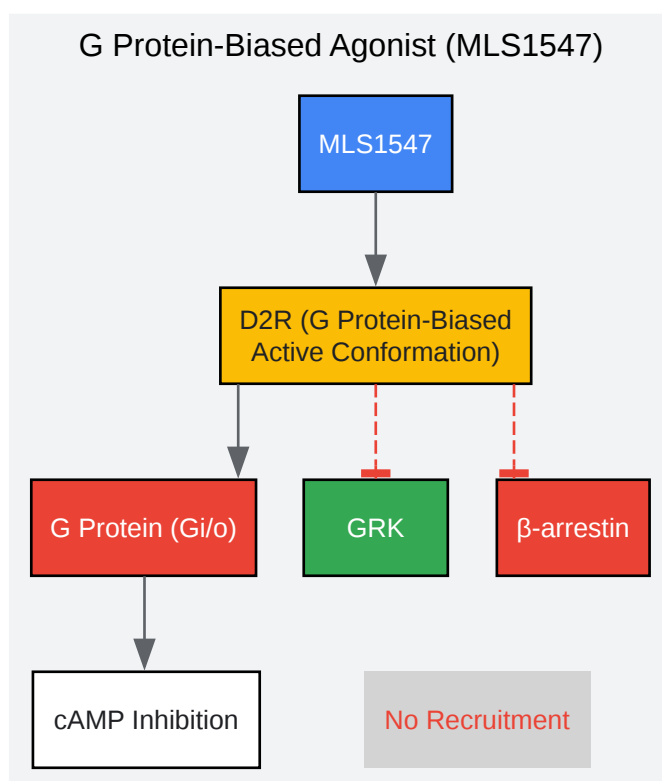 G Protein-Biased Agonist (MLS1547)
MLS1547
D2R (G Protein-Biased
Active Conformation)
G Protein (Gi/o)
GRK
β-arrestin
cAMP Inhibition
No Recruitment